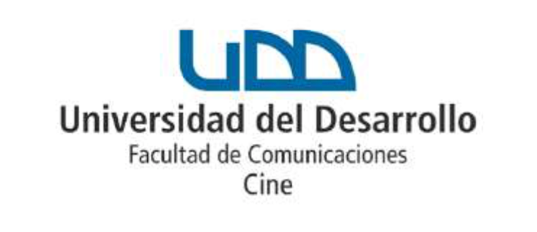 UDD
Universidad del Desarrollo
Facultad de Comunicaciones
Cine